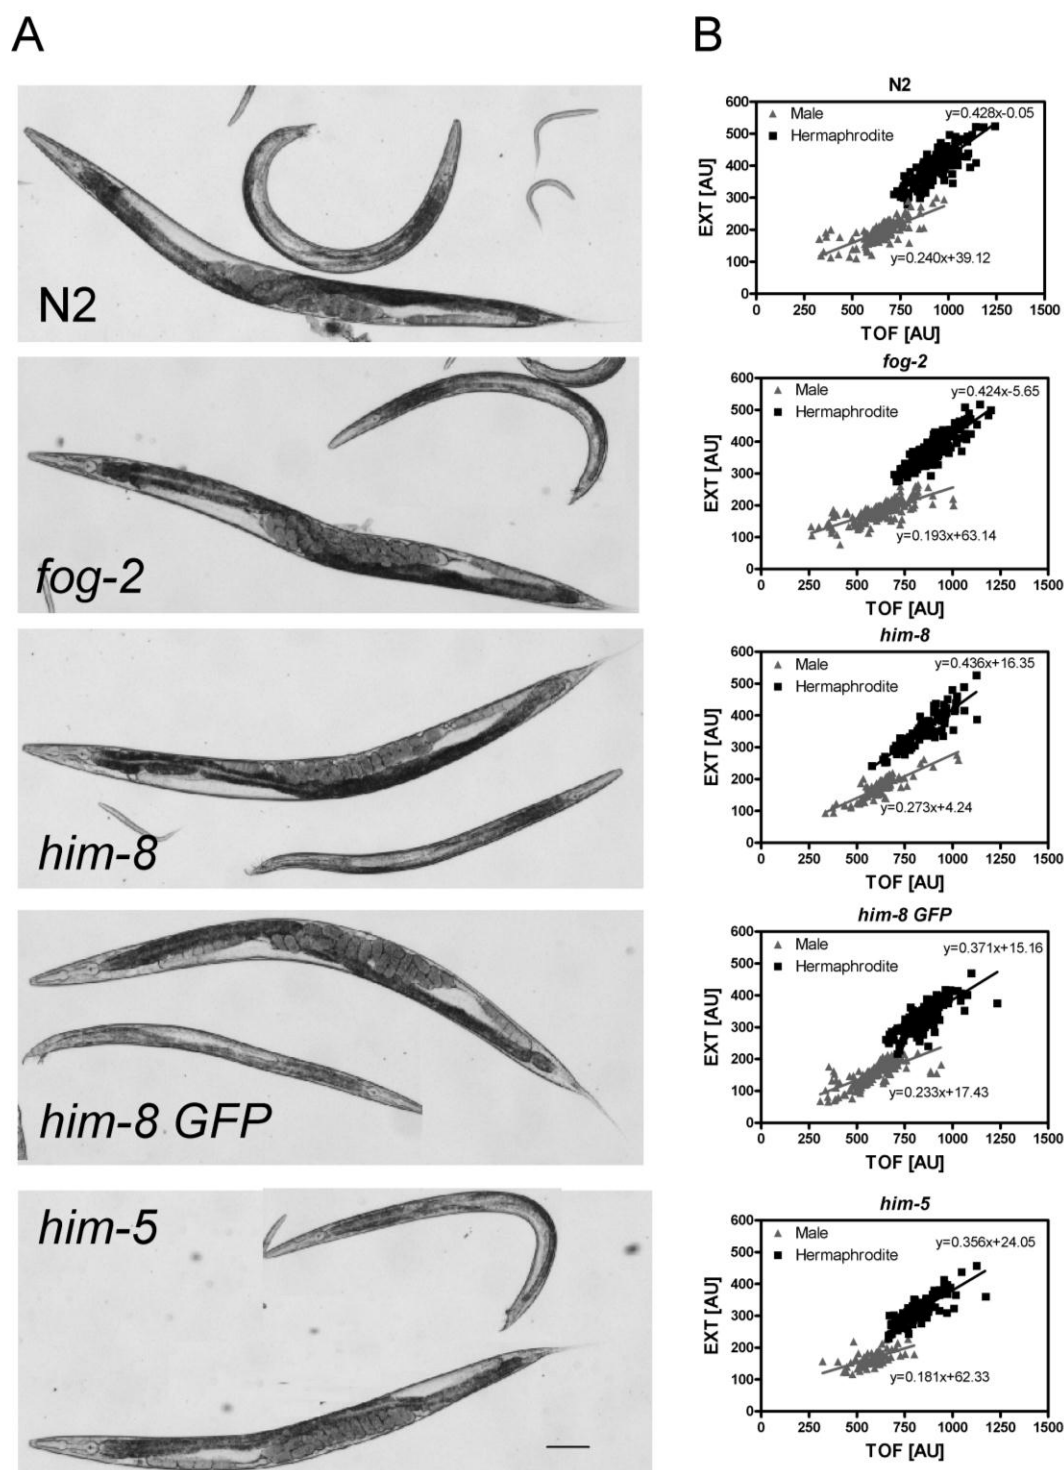 A
B
N2
fog-2
him-8
him-8 GFP
him-5
N2
Male
Hermaphrodite
y=0.428x-0.05
y=0.240x+39.12
EXT [AU]
600
500
400
300
200
100
0
0 250 500 750 1000 1250 1500
TOF [AU]
fog-2
Male
Hermaphrodite
y=0.424x-5.65
y=0.193x+63.14
EXT [AU]
600
500
400
300
200
100
0
0 250 500 750 1000 1250 1500
TOF [AU]
him-8
Male
Hermaphrodite
y=0.436x+16.35
y=0.273x+4.24
EXT [AU]
600
500
400
300
200
100
0
0 250 500 750 1000 1250 1500
TOF [AU]
him-8 GFP
Male
Hermaphrodite
y=0.371x+15.16
y=0.233x+17.43
EXT [AU]
600
500
400
300
200
100
0
0 250 500 750 1000 1250 1500
TOF [AU]
him-5
Male
Hermaphrodite
y=0.356x+24.05
y=0.181x+62.33
EXT [AU]
600
500
400
300
200
100
0
0 250 500 750 1000 1250 1500
TOF [AU]